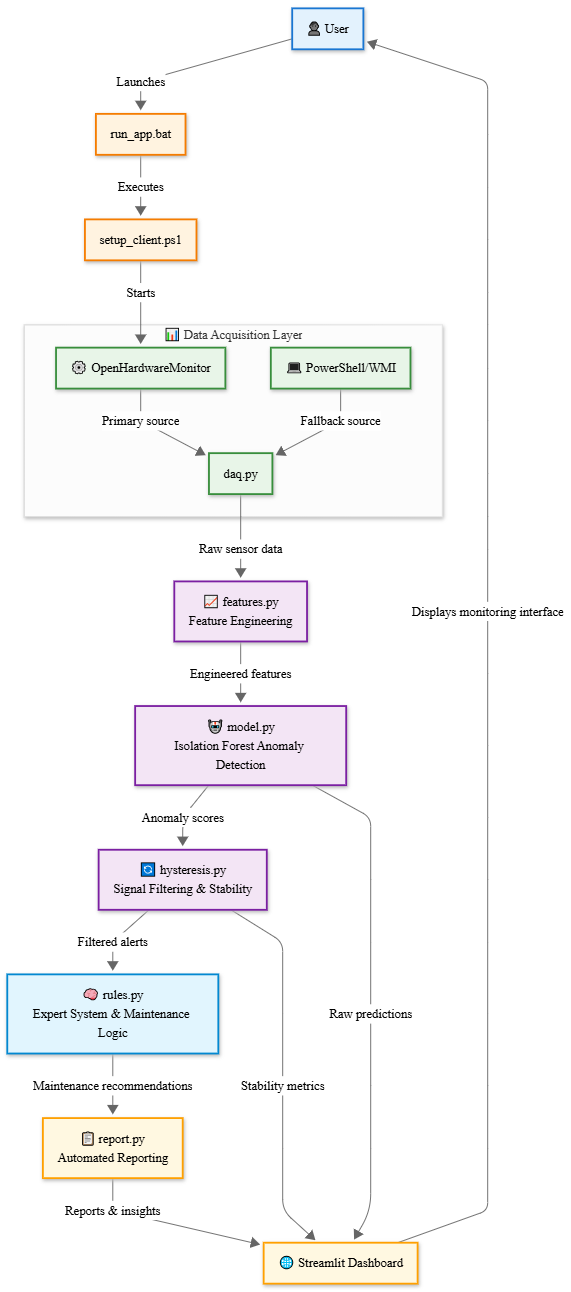 User
Launches
run_app.bat
Executes
setup_client.ps1
Starts
Data Acquisition Layer
OpenHardwareMonitor
PowerShell/WMI
Primary source
Fallback source
daq.py
Raw sensor data
features.py
Feature Engineering
Displays monitoring interface
Engineered features
model.py
Isolation Forest Anomaly
Detection
Anomaly scores
hysteresis.py
Signal Filtering & Stability
Filtered alerts
rules.py
Expert System & Maintenance
Logic
Raw predictions
Maintenance recommendations
Stability metrics
report.py
Automated Reporting
Reports & insights
Streamlit Dashboard